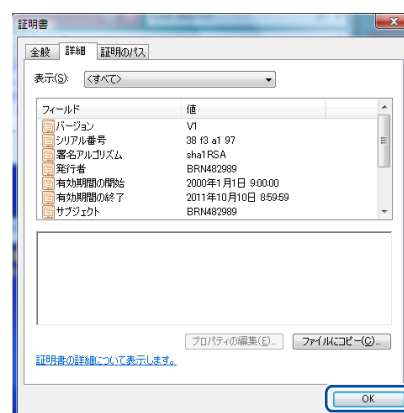 証明書
全般 詳細 証明のパス
表示(S): <すべて>
フィールド 値
バージョン V1
シリアル番号 38 f3 a1 97
署名アルゴリズム sha1RSA
発行者 BRN482989
有効期間の開始 2000年1月1日 9:00:00
有効期間の終了 2011年10月10日 8:59:59
サブジェクト BRN482989
プロパティの編集(E)... ファイルにコピー(C)...
証明書の詳細について表示します。
OK